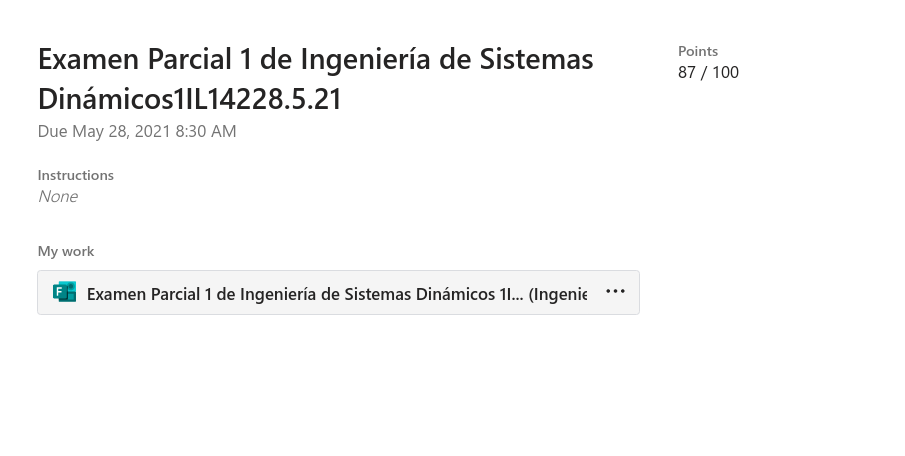 Examen Parcial 1 de Ingeniería de Sistemas
Dinámicos1IL14228.5.21
Due May 28, 2021 8:30 AM
Points
87 / 100
Instructions
None
My work
F Examen Parcial 1 de Ingeniería de Sistemas Dinámicos 1I... (Ingenie ...